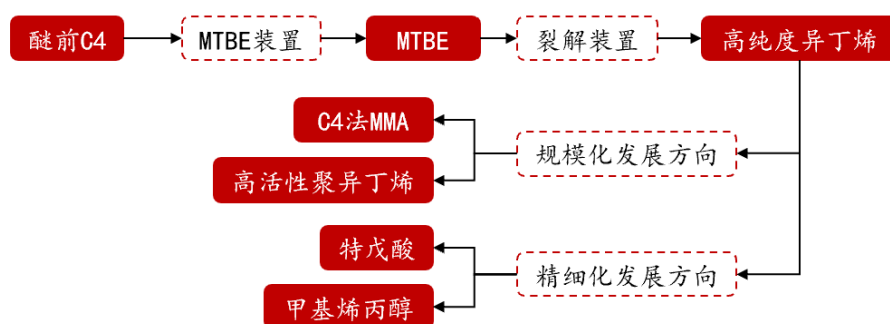 醚前C4
MTBE装置
MTBE
裂解装置
高纯度异丁烯
C4法MMA
规模化发展方向
高活性聚异丁烯
特戊酸
精细化发展方向
甲基烯丙醇